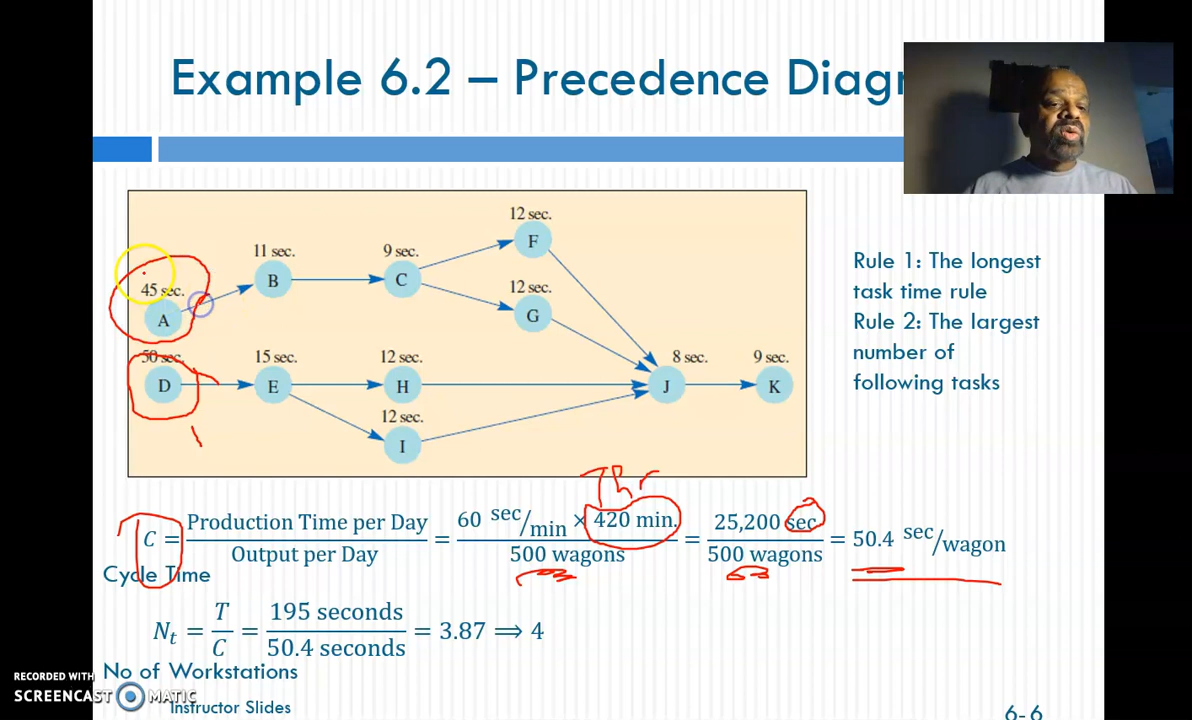 Example 6.2 – Precedence Diagr
12 sec.
F
11 sec.
9 sec.
B
C
45 sec.
A
12 sec.
G
Rule 1: The longest
task time rule
Rule 2: The largest
number of
following tasks
50 sec.
D
15 sec.
E
12 sec.
H
8 sec.
J
9 sec.
K
12 sec.
I
C = Production Time per Day / Output per Day = 60 sec/min × 420 min. / 500 wagons = 25,200 sec / 500 wagons = 50.4 sec/wagon
Cycle Time
Nt = T / C = 195 seconds / 50.4 seconds = 3.87 ⟹ 4
No of Workstations
RECORDED WITH
SCREENCAST MATIC
Instructor Slides
6-6